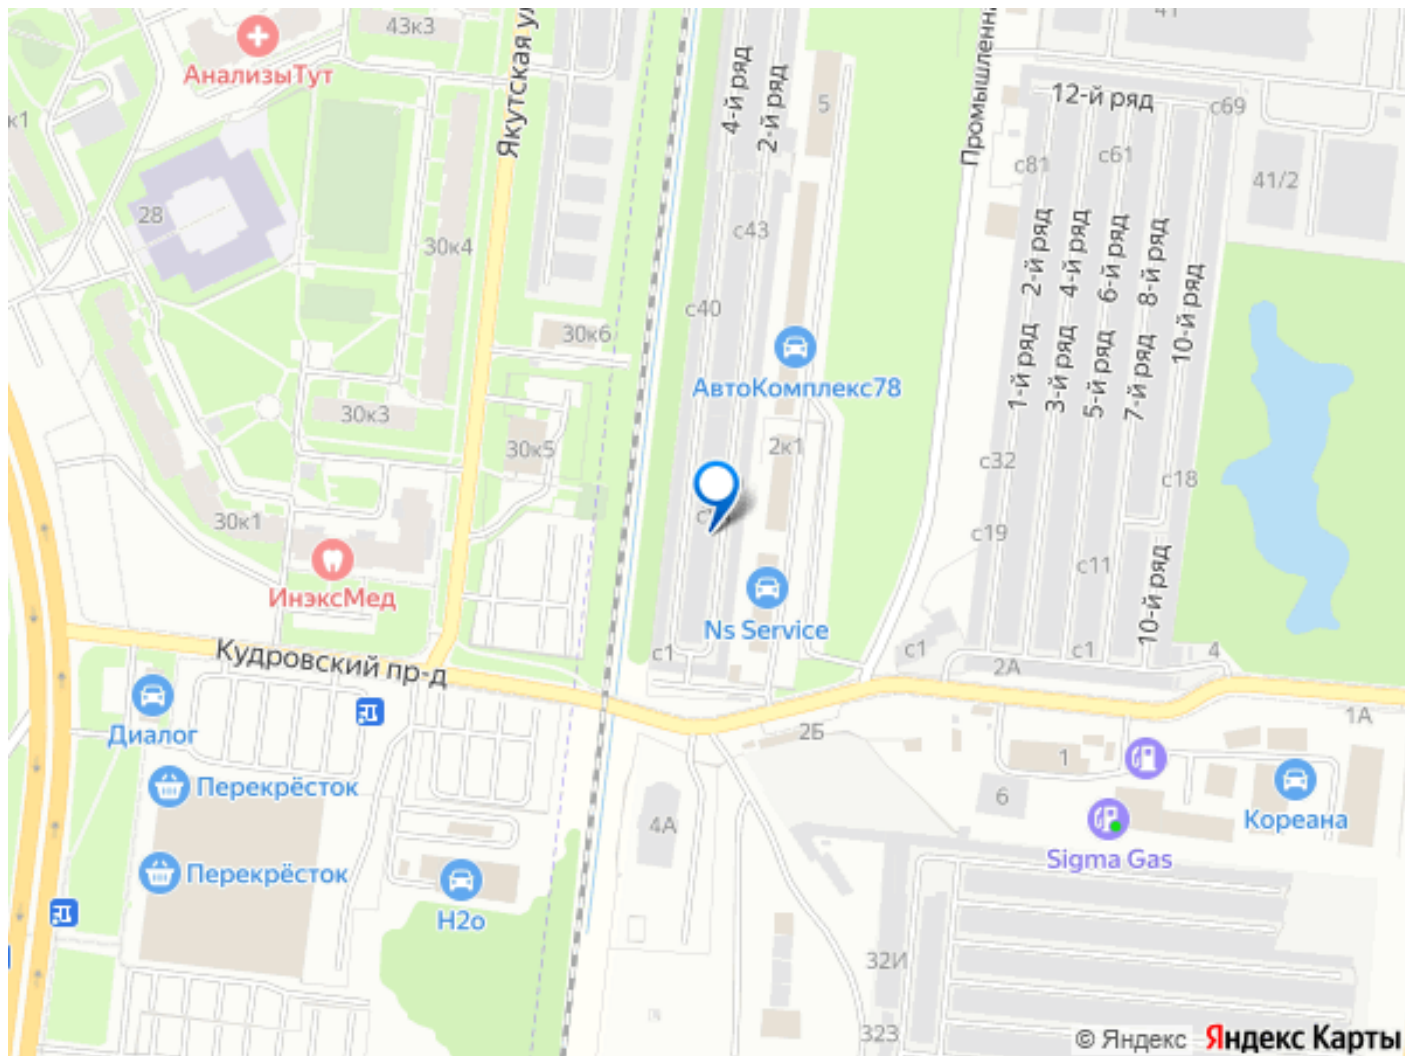 43к3
41
АнализыТут
к1
Якутская ул
4-й ряд
2-й ряд
5
Промышленн
12-й ряд
с69
с81
с61
41/2
28
30к4
с43
2-й ряд
4-й ряд
6-й ряд
8-й ряд
10-й ряд
с40
30к6
АвтоКомплекс78
1-й ряд
3-й ряд
5-й ряд
7-й ряд
30к3
30к5
2к1
с32
с18
30к1
с19
ИнэксМед
с11
10-й ряд
Ns Service
с1
с1
с1
4
2А
Кудровский пр-д
1А
Диалог
2Б
1
Перекрёсток
6
Кореана
4А
Sigma Gas
Перекрёсток
Н2о
32И
323
© Яндекс Яндекс Карты